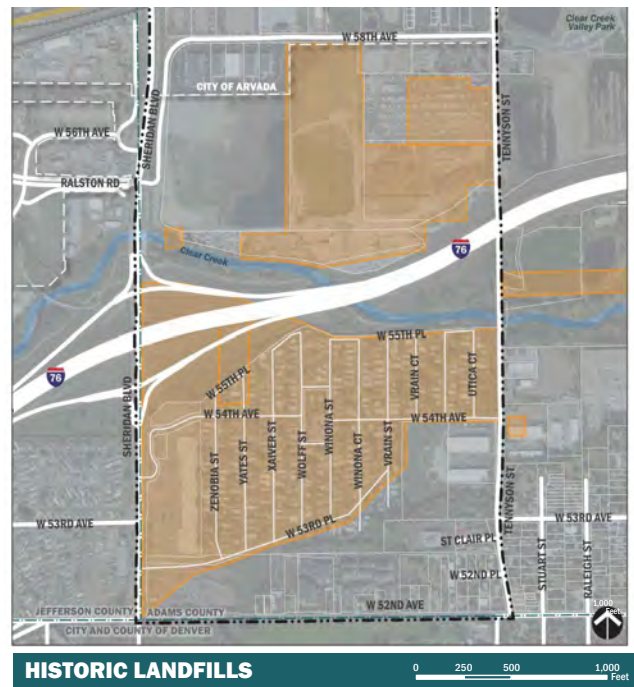 Clear Creek
Valley Park
W 58TH AVE
CITY OF ARVADA
SHERIDAN BLVD
TENNYSON ST
W 56TH AVE
RALSTON RD
Clear Creek
76
W 55TH PL
76
VRAIN CT
UTICA CT
W 55TH PL
SHERIDAN BLVD
W 54TH AVE
W 54TH AVE
ZENOBIA ST
YATES ST
XAIVER ST
WOLFF ST
WINONA ST
WINONA CT
VRAIN ST
TENNYSON ST
W 53RD AVE
W 53RD PL
W 53RD AVE
ST CLAIR PL
STUART ST
RALEIGH ST
W 52ND PL
W 52ND AVE
JEFFERSON COUNTY
ADAMS COUNTY
CITY AND COUNTY OF DENVER
1,000
Feet
HISTORIC LANDFILLS
0 250 500 1,000
Feet